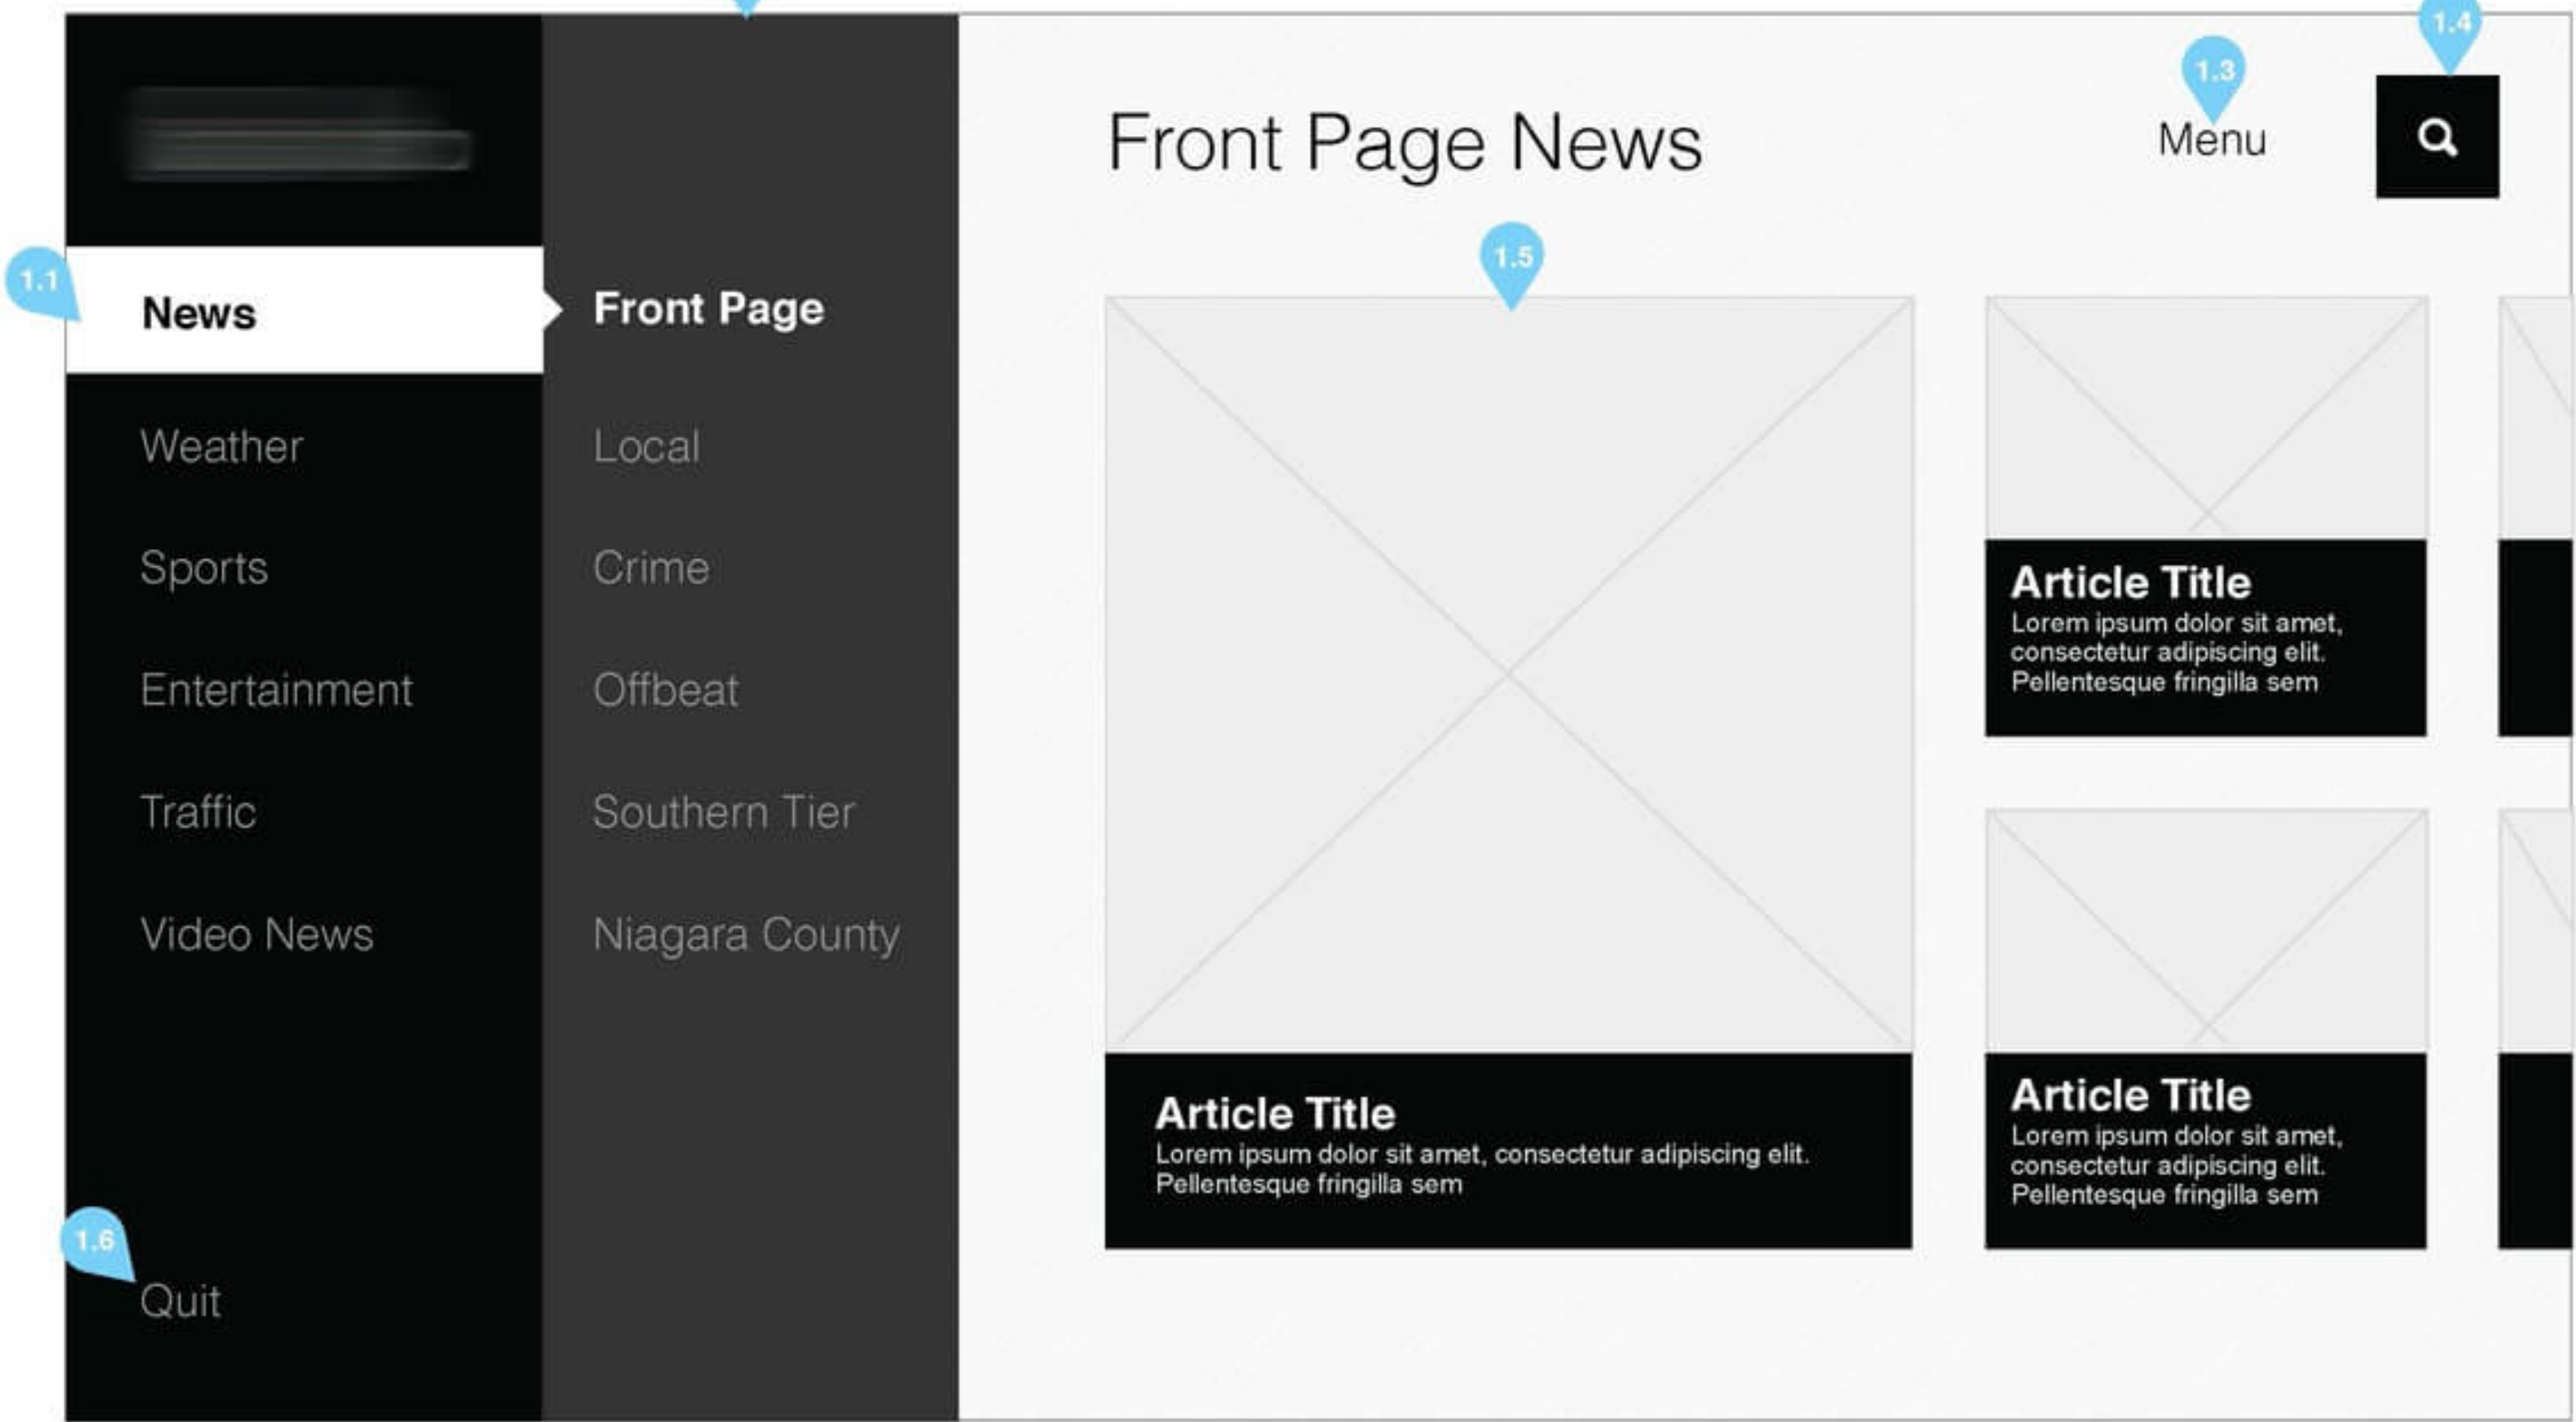 1.4
1.3
Front Page News
Menu
1.5
1.1
News
Front Page
Weather
Local
Sports
Crime
Entertainment
Offbeat
Traffic
Southern Tier
Video News
Niagara County
1.6
Quit
Article Title
Lorem ipsum dolor sit amet, consectetur adipiscing elit.
Pellentesque fringilla sem
Article Title
Lorem ipsum dolor sit amet,
consectetur adipiscing elit.
Pellentesque fringilla sem
Article Title
Lorem ipsum dolor sit amet,
consectetur adipiscing elit.
Pellentesque fringilla sem